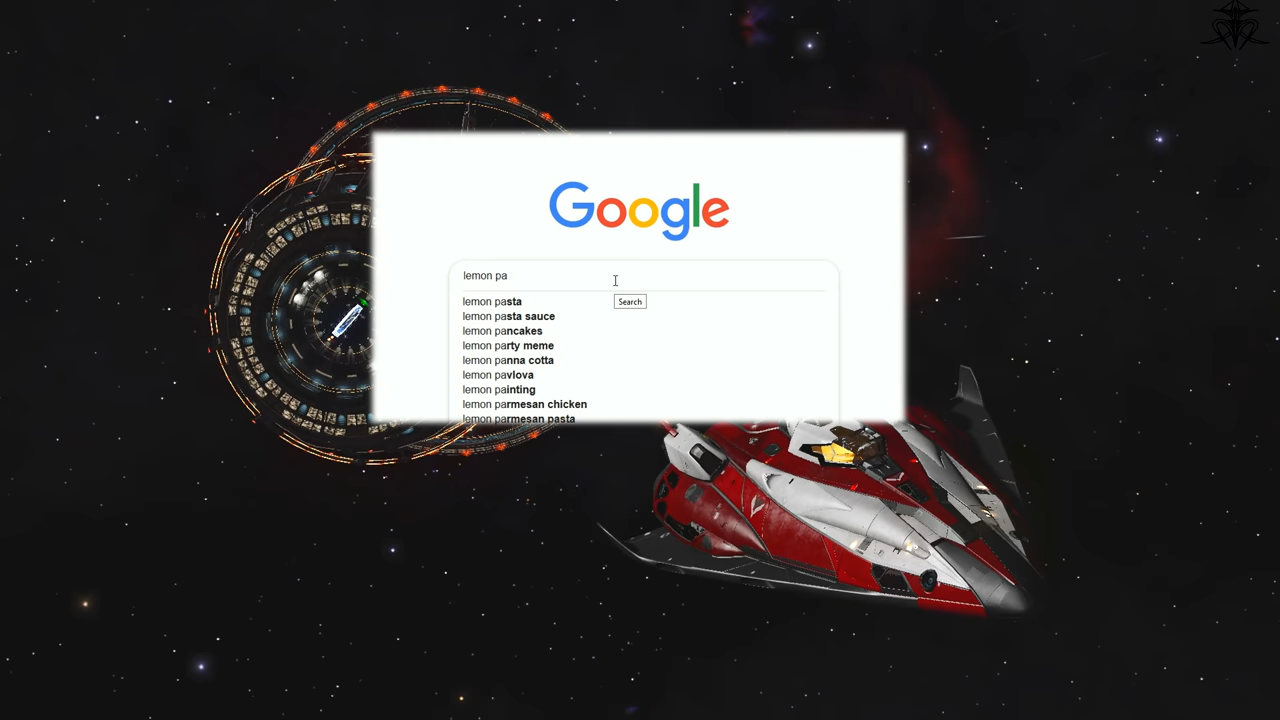 Google
lemon pa
lemon pasta
Search
lemon pasta sauce
lemon pancakes
lemon party meme
lemon panna cotta
lemon pavlova
lemon painting
lemon parmesan chicken
lemon parmesan pasta